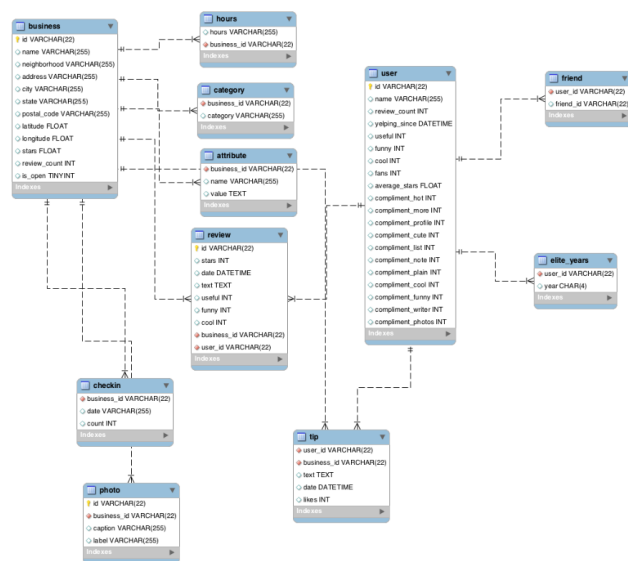 business
id VARCHAR(22)
name VARCHAR(255)
neighborhood VARCHAR(255)
address VARCHAR(255)
city VARCHAR(255)
state VARCHAR(255)
postal_code VARCHAR(255)
latitude FLOAT
longitude FLOAT
stars FLOAT
review_count INT
is_open TINYINT
Indexes
hours
hours VARCHAR(255)
business_id VARCHAR(22)
Indexes
category
business_id VARCHAR(22)
category VARCHAR(255)
Indexes
attribute
business_id VARCHAR(22)
name VARCHAR(255)
value TEXT
Indexes
review
id VARCHAR(22)
stars INT
date DATETIME
text TEXT
useful INT
funny INT
cool INT
business_id VARCHAR(22)
user_id VARCHAR(22)
Indexes
user
id VARCHAR(22)
name VARCHAR(255)
review_count INT
yelping_since DATETIME
useful INT
funny INT
cool INT
fans INT
average_stars FLOAT
compliment_hot INT
compliment_more INT
compliment_profile INT
compliment_cute INT
compliment_list INT
compliment_note INT
compliment_plain INT
compliment_cool INT
compliment_funny INT
compliment_writer INT
compliment_photos INT
Indexes
friend
user_id VARCHAR(22)
friend_id VARCHAR(22)
Indexes
elite_years
user_id VARCHAR(22)
year CHAR(4)
Indexes
checkin
business_id VARCHAR(22)
date VARCHAR(255)
count INT
Indexes
photo
id VARCHAR(22)
business_id VARCHAR(22)
caption VARCHAR(255)
label VARCHAR(255)
Indexes
tip
user_id VARCHAR(22)
business_id VARCHAR(22)
text TEXT
date DATETIME
likes INT
Indexes